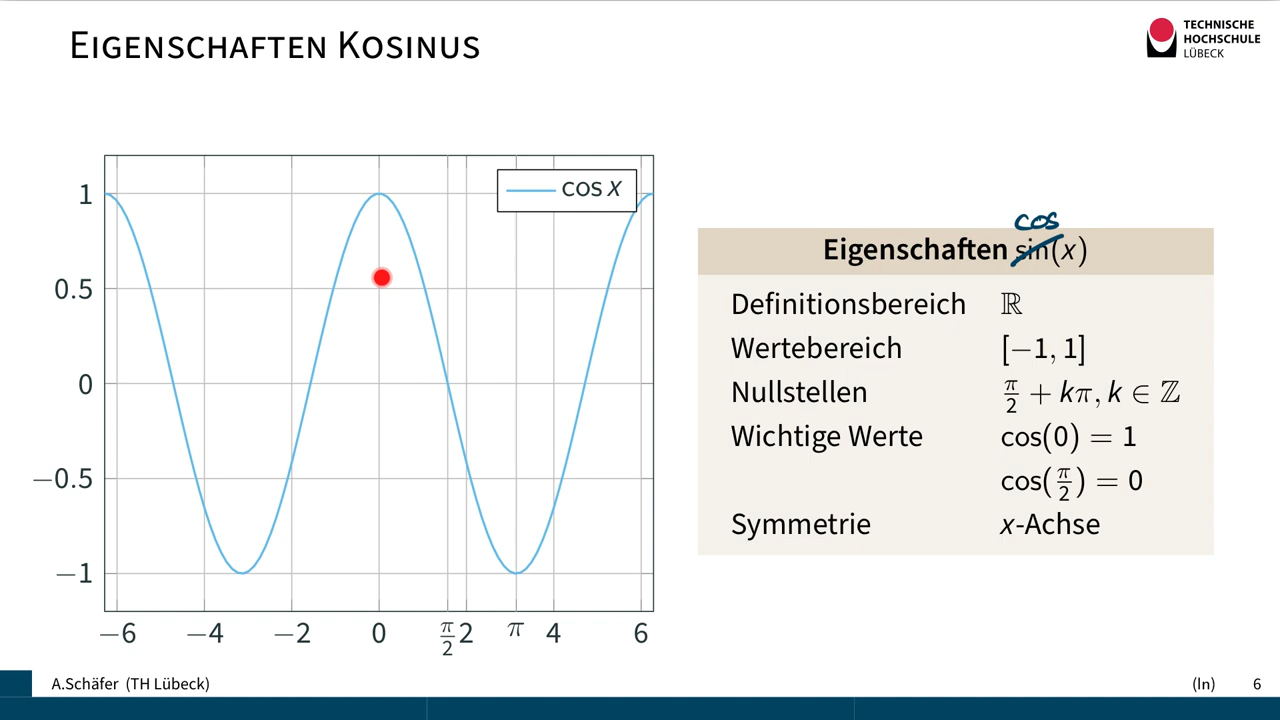 EIGENSCHAFTEN KOSINUS
TECHNISCHE
HOCHSCHULE
LÜBECK
cos x
1
0.5
0
−0.5
−1
−6 −4 −2 0 π/2 2 π 4 6
cos
Eigenschaften sin(x)
Definitionsbereich ℝ
Wertebereich [−1, 1]
Nullstellen π/2 + kπ, k ∈ ℤ
Wichtige Werte cos(0) = 1
cos(π/2) = 0
Symmetrie x-Achse
A.Schäfer (TH Lübeck) (ln) 6